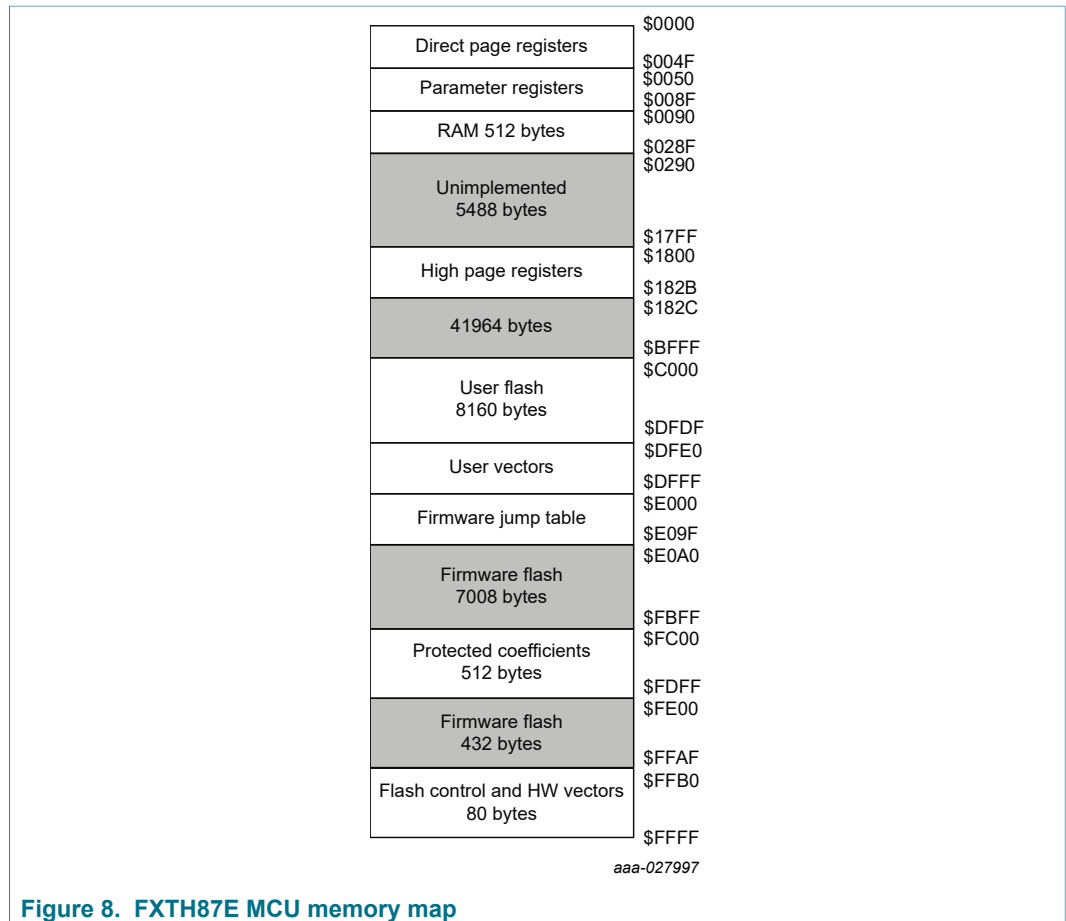 $0000
Direct page registers
$004F
$0050
Parameter registers
$008F
$0090
RAM 512 bytes
$028F
$0290
Unimplemented
5488 bytes
$17FF
$1800
High page registers
$182B
$182C
41964 bytes
$BFFF
$C000
User flash
8160 bytes
$DFDF
$DFE0
User vectors
$DFFF
$E000
Firmware jump table
$E09F
$E0A0
Firmware flash
7008 bytes
$FBFF
$FC00
Protected coefficients
512 bytes
$FDFF
$FE00
Firmware flash
432 bytes
$FFAF
$FFB0
Flash control and HW vectors
80 bytes
$FFFF
aaa-027997
Figure 8. FXTH87E MCU memory map